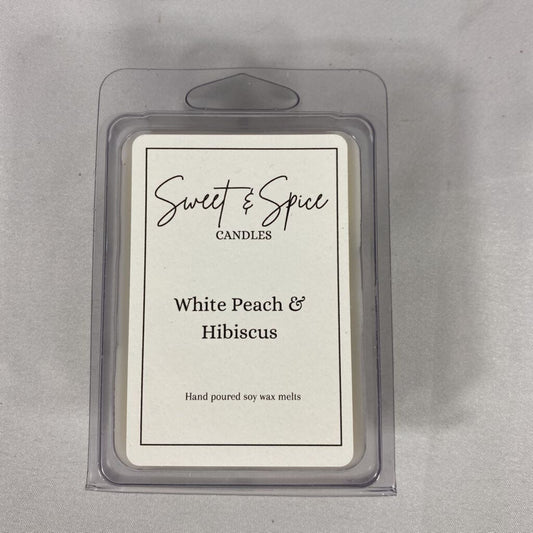 Sweet & Spice
CANDLES
White Peach &
Hibiscus
Hand poured soy wax melts